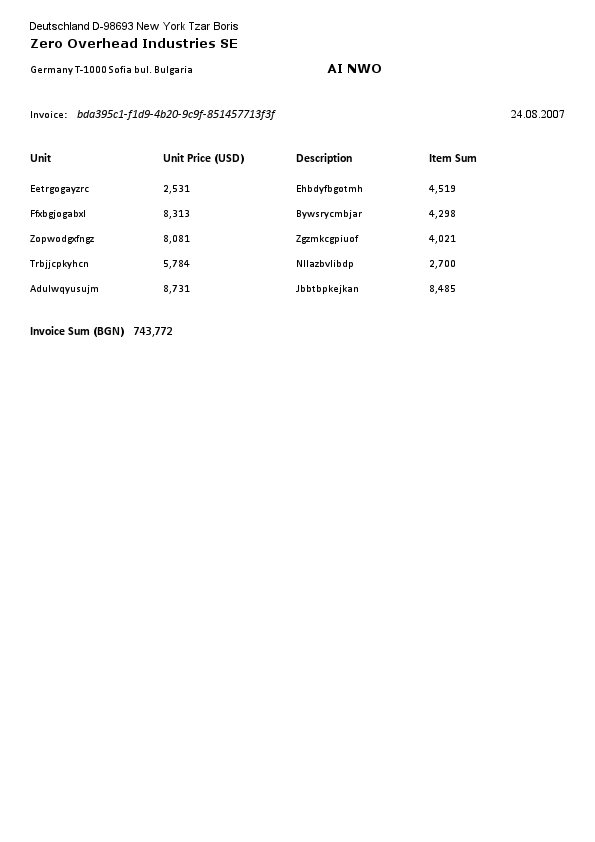 Deutschland D-98693 New York Tzar Boris
Zero Overhead Industries SE
Germany T-1000 Sofia bul. Bulgaria AI NWO
Invoice: bda395c1-f1d9-4b20-9c9f-851457713f3f 24.08.2007
Unit Unit Price (USD) Description Item Sum
Eetrgogayzrc 2,531 Ehbdyfbgotmh 4,519
Ffxbgjogabxl 8,313 Bywsrycmbjar 4,298
Zopwodgxfngz 8,081 Zgzmkcgpiuof 4,021
Trbjjcpkyhcn 5,784 Nllazbvlibdp 2,700
Adulwqyusujm 8,731 Jbbtbpkejkan 8,485
Invoice Sum (BGN) 743,772